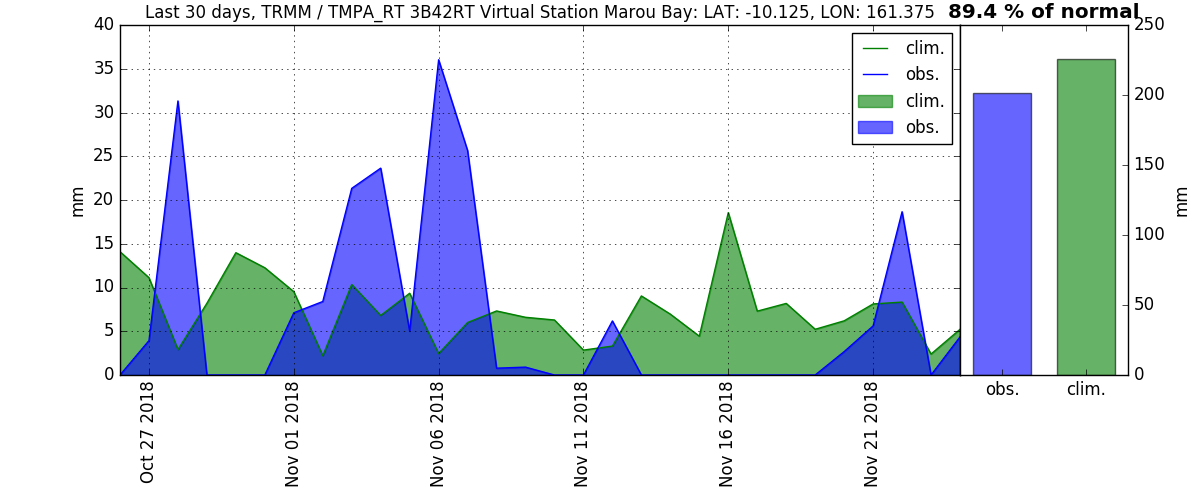 Last 30 days, TRMM / TMPA_RT 3B42RT Virtual Station Marou Bay: LAT: -10.125, LON: 161.375
89.4 % of normal
mm
40
35
30
25
20
15
10
5
0
clim.
obs.
clim.
obs.
250
200
150
100
50
0
mm
obs.
clim.
Oct 27 2018
Nov 01 2018
Nov 06 2018
Nov 11 2018
Nov 16 2018
Nov 21 2018